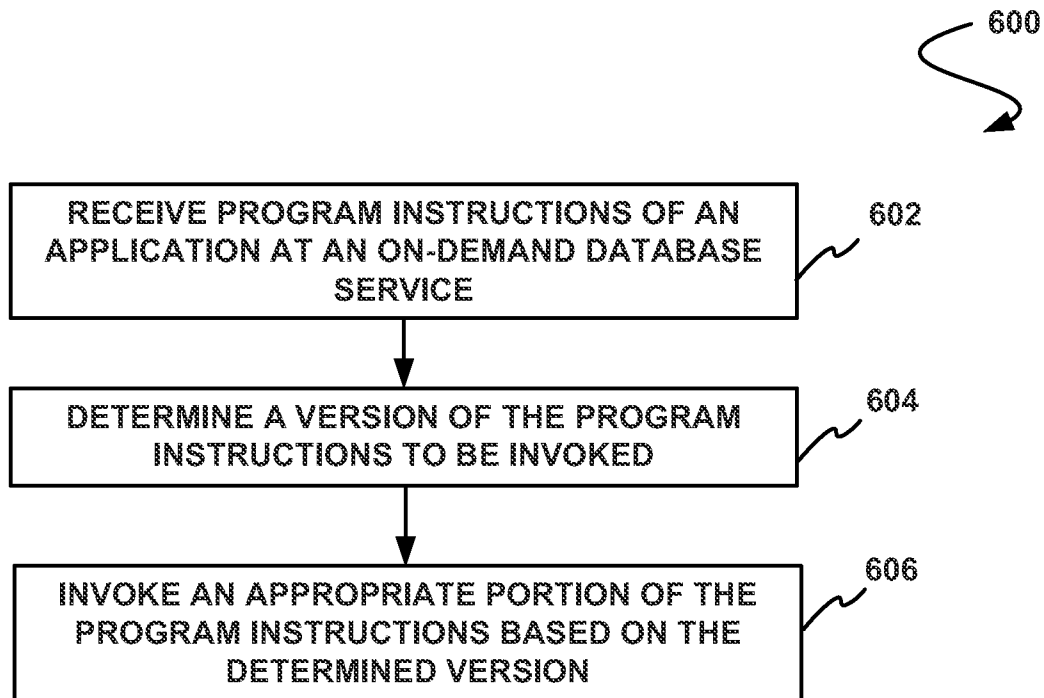 600
RECEIVE PROGRAM INSTRUCTIONS OF AN
APPLICATION AT AN ON-DEMAND DATABASE
SERVICE
602
DETERMINE A VERSION OF THE PROGRAM
INSTRUCTIONS TO BE INVOKED
604
INVOKE AN APPROPRIATE PORTION OF THE
PROGRAM INSTRUCTIONS BASED ON THE
DETERMINED VERSION
606